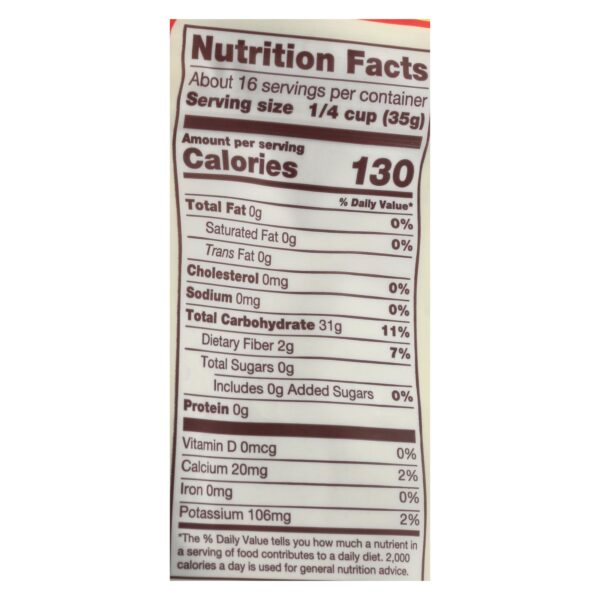 Nutrition Facts
About 16 servings per container
Serving size 1/4 cup (35g)
Amount per serving
Calories 130
% Daily Value*
Total Fat 0g 0%
Saturated Fat 0g 0%
Trans Fat 0g
Cholesterol 0mg 0%
Sodium 0mg 0%
Total Carbohydrate 31g 11%
Dietary Fiber 2g 7%
Total Sugars 0g
Includes 0g Added Sugars 0%
Protein 0g
Vitamin D 0mcg 0%
Calcium 20mg 2%
Iron 0mg 0%
Potassium 106mg 2%
*The % Daily Value tells you how much a nutrient in
a serving of food contributes to a daily diet. 2,000
calories a day is used for general nutrition advice.